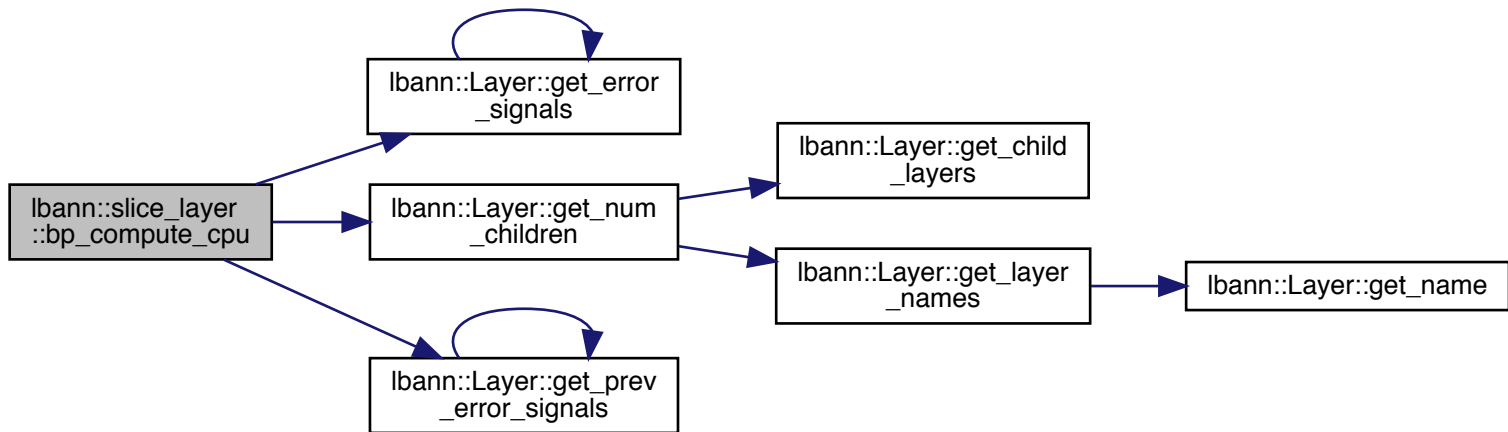 lbann::slice_layer
::bp_compute_cpu
lbann::Layer::get_error
_signals
lbann::Layer::get_num
_children
lbann::Layer::get_prev
_error_signals
lbann::Layer::get_child
_layers
lbann::Layer::get_layer
_names
lbann::Layer::get_name